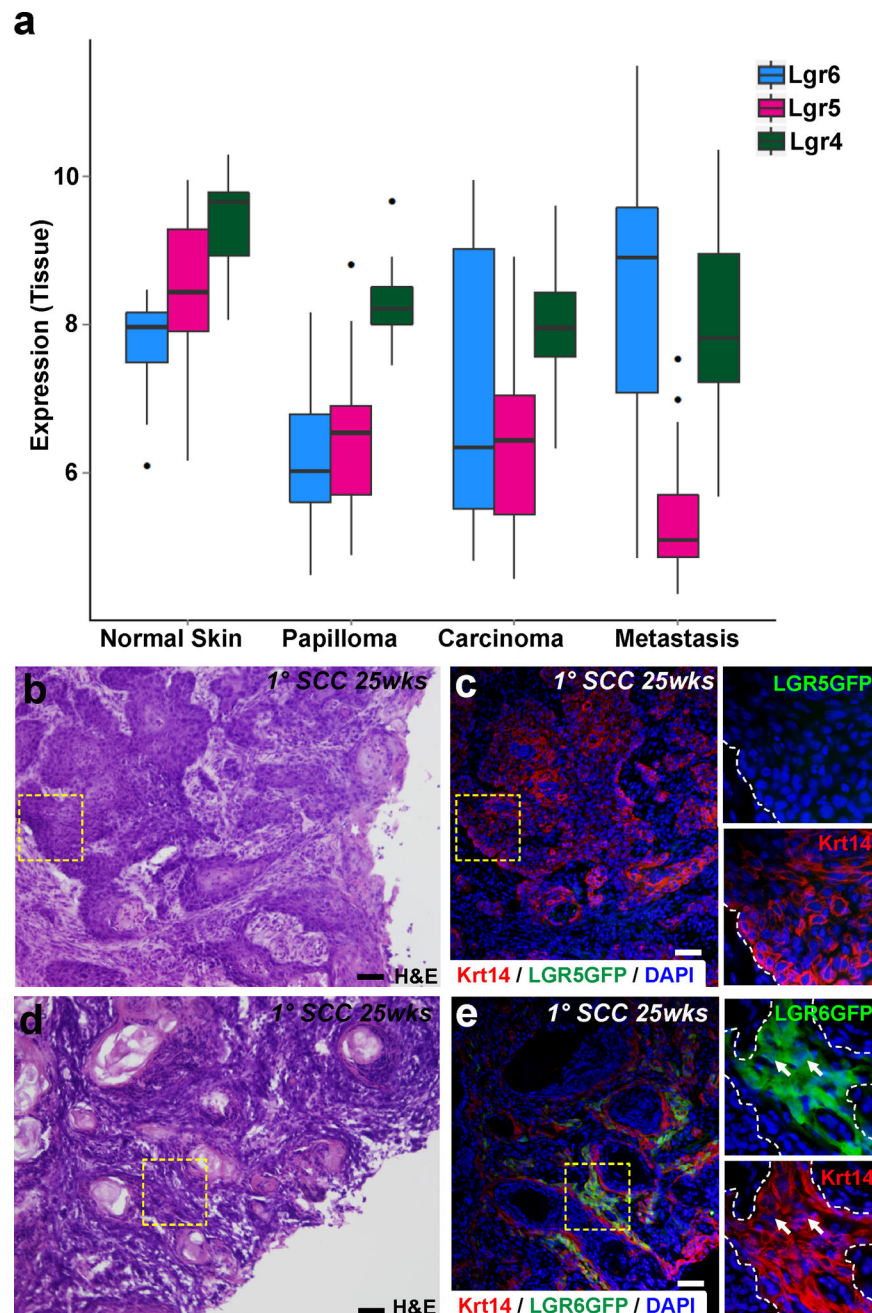 a
Lgr6
Lgr5
Lgr4
Expression (Tissue)
10
8
6
Normal Skin Papilloma Carcinoma Metastasis
b 1° SCC 25wks
H&E
c 1° SCC 25wks
Krt14 / LGR5GFP / DAPI
LGR5GFP
Krt14
d 1° SCC 25wks
H&E
e 1° SCC 25wks
Krt14 / LGR6GFP / DAPI
LGR6GFP
Krt14